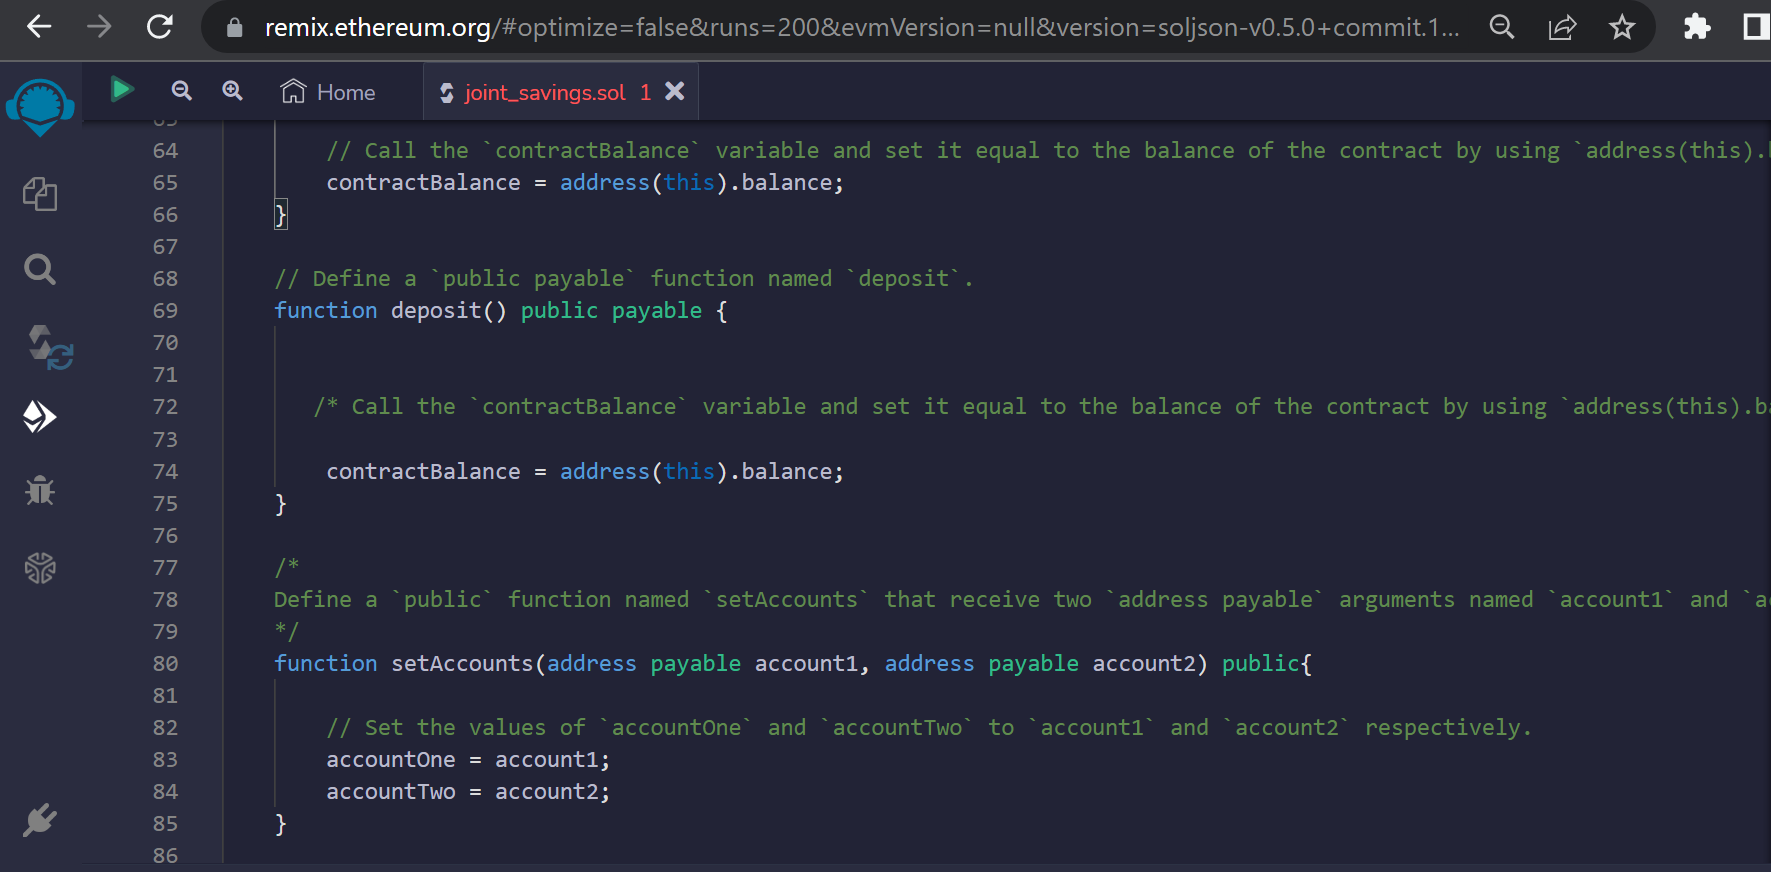 remix.ethereum.org/#optimize=false&runs=200&evmVersion=null&version=soljson-v0.5.0+commit.1...
Home
joint_savings.sol 1
64 // Call the `contractBalance` variable and set it equal to the balance of the contract by using `address(this).
65 contractBalance = address(this).balance;
66 }
67
68 // Define a `public payable` function named `deposit`.
69 function deposit() public payable {
70
71
72 /* Call the `contractBalance` variable and set it equal to the balance of the contract by using `address(this).ba
73
74 contractBalance = address(this).balance;
75 }
76
77 /*
78 Define a `public` function named `setAccounts` that receive two `address payable` arguments named `account1` and `a
79 */
80 function setAccounts(address payable account1, address payable account2) public{
81
82 // Set the values of `accountOne` and `accountTwo` to `account1` and `account2` respectively.
83 accountOne = account1;
84 accountTwo = account2;
85 }
86